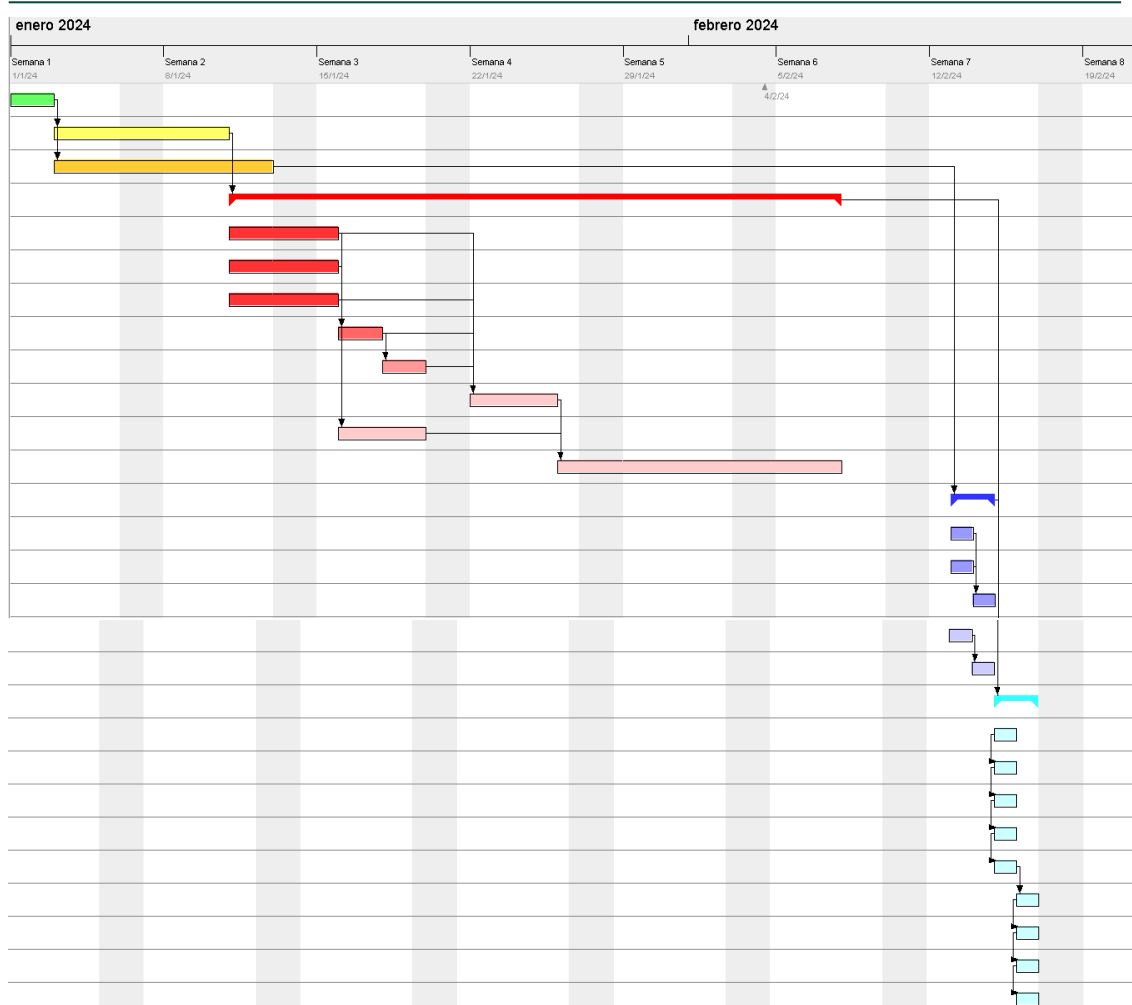 enero 2024 febrero 2024
Semana 1 Semana 2 Semana 3 Semana 4 Semana 5 Semana 6 Semana 7 Semana 8
1/1/24 8/1/24 15/1/24 22/1/24 29/1/24 5/2/24 12/2/24 19/2/24
4/2/24